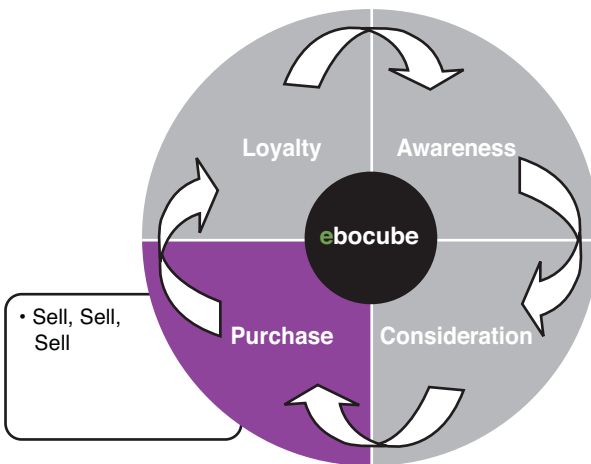 Loyalty
Awareness
ebocube
• Sell, Sell,
Sell
Purchase
Consideration